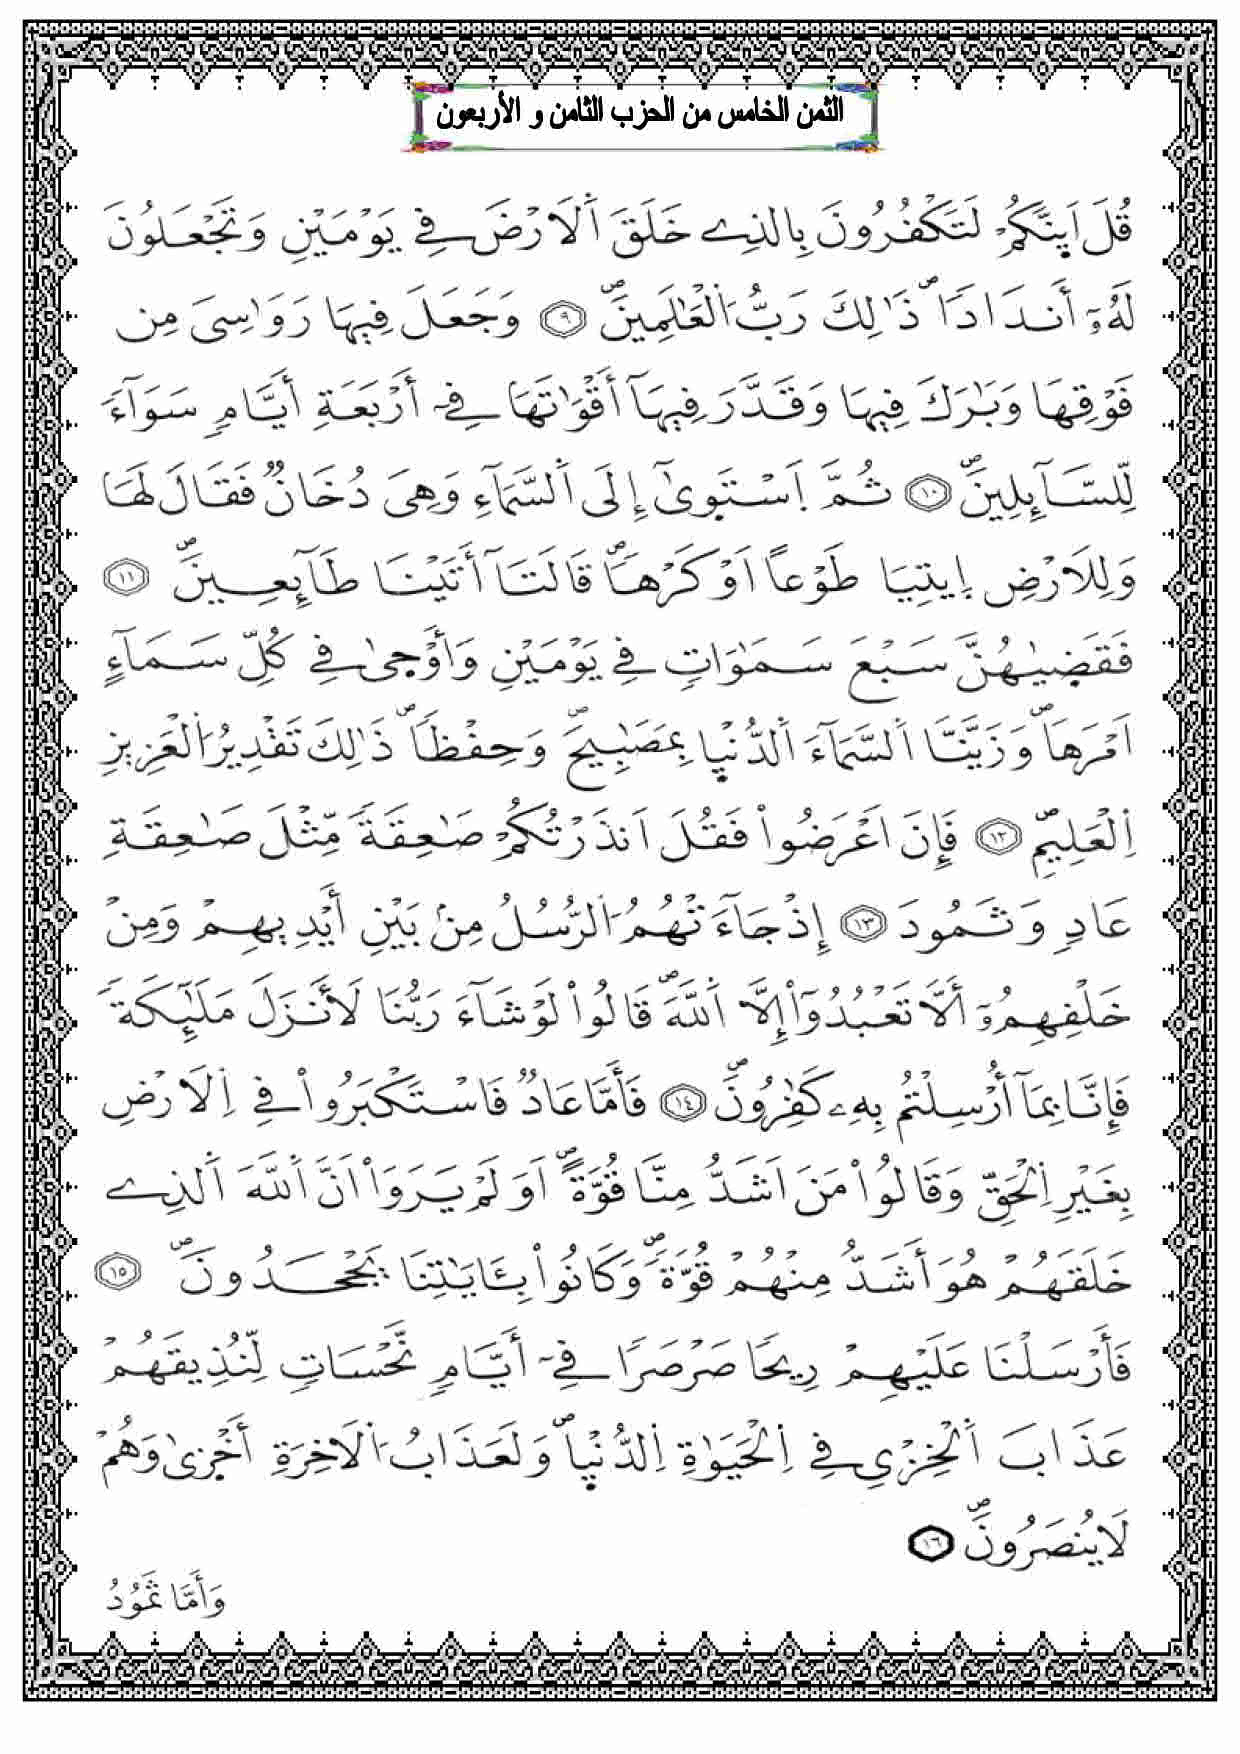 الثمن الخامس من الحزب الثامن و الأربعون
قُلَ اَئِنَّكُمْ لَتَكْفُرُونَ بِالذِے خَلَقَ اَلَارْضَ فِے يَوْمَيْنِ وَتَجْعَلُونَ
لَهُۥٓ أَندَاداٗۖ ذَٰلِكَ رَبُّ اُ۬لْعَٰلَمِينَۖ ٩ وَجَعَلَ فِيهَا رَوَٰسِيَ مِن
فَوْقِهَا وَبَٰرَكَ فِيهَا وَقَدَّرَ فِيهَآ أَقْوَٰتَهَا فِےٓ أَرْبَعَةِ أَيَّامٖ سَوَآءٗ
لِّلسَّآئِلِينَۖ ١٠ ثُمَّ اَسْتَوِىٰٓ إِلَى اَ۬لسَّمَآءِ وَهِيَ دُخَانٞ فَقَالَ لَهَا
وَلِلَارْضِ اِيتِيَا طَوْعاً اَوْ كَرْهاٗۖ قَالَتَآ أَتَيْنَا طَآئِعِينَۖ ١١
فَقَضِيٰهُنَّ سَبْعَ سَمَٰوَاتٖ فِے يَوْمَيْنِ وَأَوْحِىٰ فِے كُلِّ سَمَآءٍ
اَمْرَهَاۖ وَزَيَّنَّا اَ۬لسَّمَآءَ اَ۬لدُّنْيِا بِمَصَٰبِيحَۖ وَحِفْظاٗۖ ذَٰلِكَ تَقْدِيرُ اُ۬لْعَزِيزِ
اِ۬لْعَلِيمِۖ ١٢ فَإِنَ اَعْرَضُواْ فَقُلَ اَنذَرْتُكُمْ صَٰعِقَةٗ مِّثْلَ صَٰعِقَةِ
عَادٖ وَثَمُودَ ١٣ إِذْ جَآءَتْهُمُ اُ۬لرُّسُلُ مِنۢ بَيْنِ أَيْدِيهِمْ وَمِنْ
خَلْفِهِمُۥٓ أَلَّا تَعْبُدُوٓاْ إِلَّا اَ۬للَّهَۖ قَالُواْ لَوْ شَآءَ رَبُّنَا لَأَنزَلَ مَلَٰٓئِكَةٗ
فَإِنَّا بِمَآ أُرْسِلْتُم بِهِۦ كَٰفِرُونَۖ ١٤ فَأَمَّا عَادٞ فَاسْتَكْبَرُواْ فِے اِ۬لَارْضِ
بِغَيْرِ اِ۬لْحَقِّ وَقَالُواْ مَنَ اَشَدُّ مِنَّا قُوَّةًۖ اَوَلَمْ يَرَوَاْ اَنَّ اَ۬للَّهَ اَ۬لذِے
خَلَقَهُمْ هُوَ أَشَدُّ مِنْهُمْ قُوَّةٗۖ وَكَانُواْ بِـَٔايَٰتِنَا يَجْحَدُونَۖ ١٥
فَأَرْسَلْنَا عَلَيْهِمْ رِيحاٗ صَرْصَراٗ فِےٓ أَيَّامٖ نَّحْسَاتٖ لِّنُذِيقَهُمْ
عَذَابَ اَ۬لْخِزْيِ فِے اِ۬لْحَيَوٰةِ اِ۬لدُّنْيِاۖ وَلَعَذَابُ اُ۬لَاخِرَةِ أَخْزِىٰ وَهُمْ
لَا يُنصَرُونَۖ ١٦
وَأَمَّا ثَمُودُ